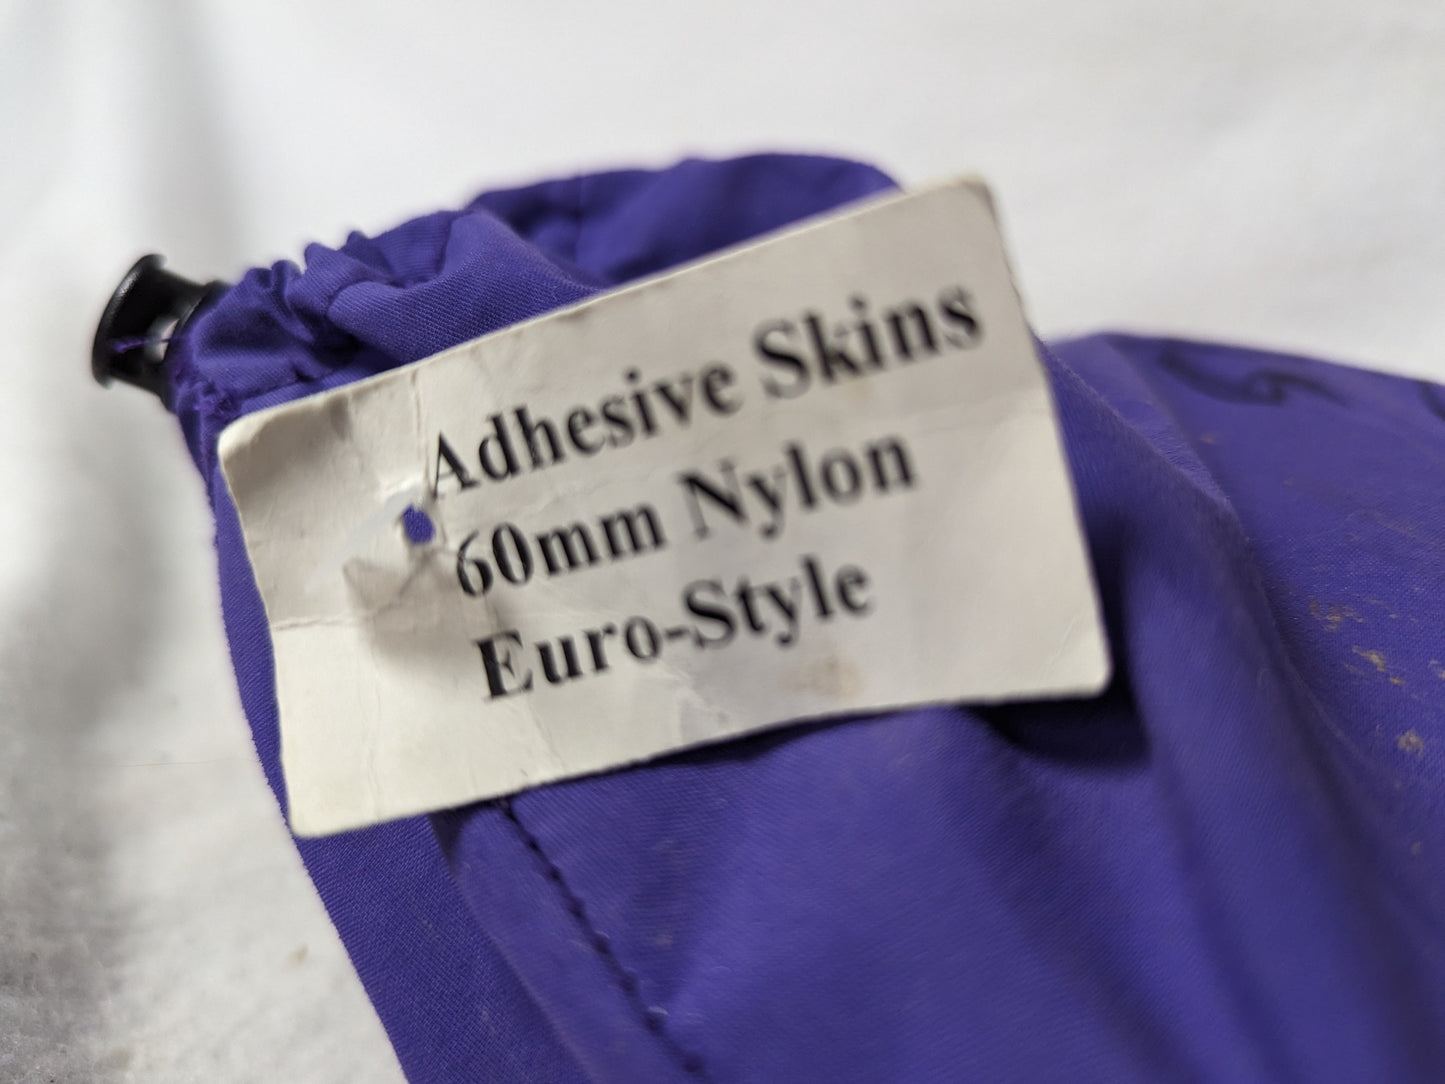 Adhesive Skins
60mm Nylon
Euro-Style